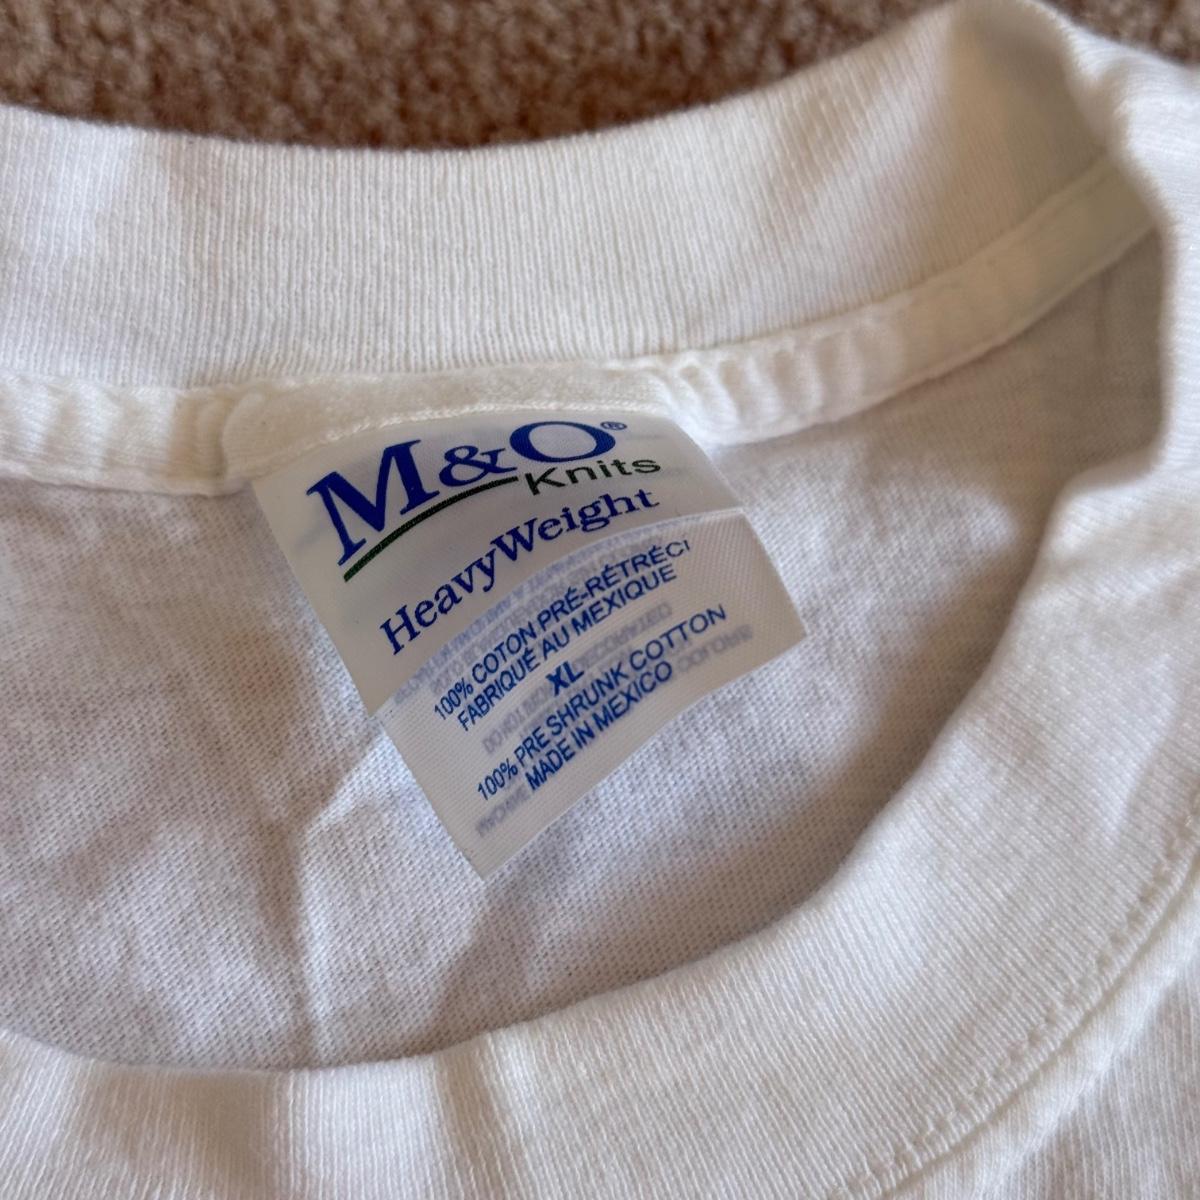 M&O®
Knits
HeavyWeight
100% COTON PRÉ-RÉTRÉCI
FABRIQUÉ AU MEXIQUE
XL
100% PRE SHRUNK COTTON
MADE IN MEXICO